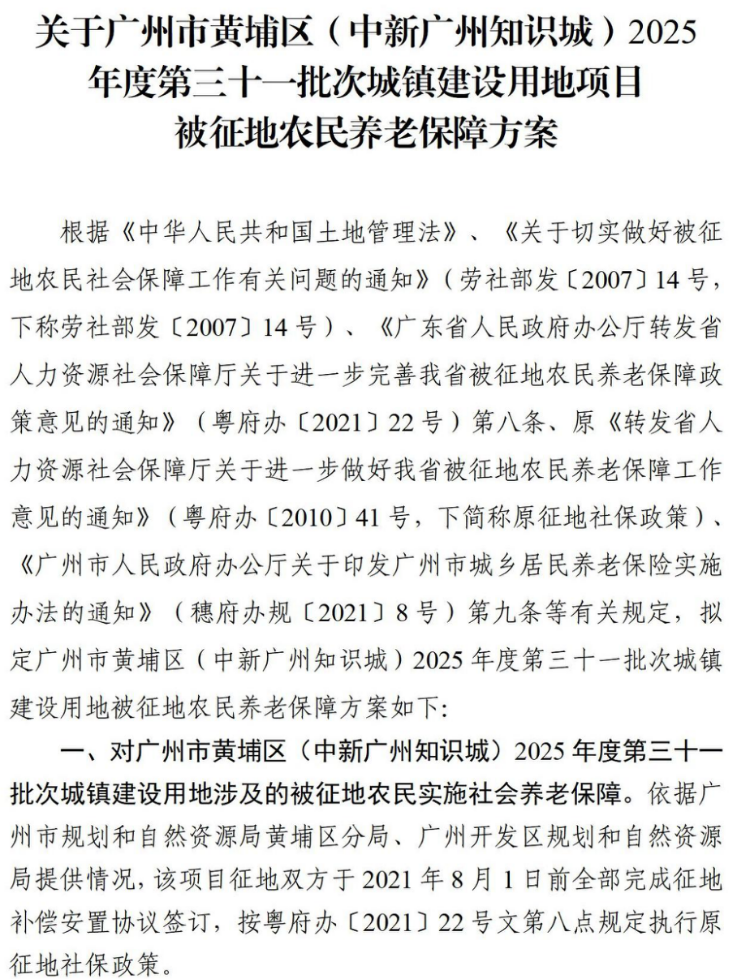 关于广州市黄埔区（中新广州知识城）2025
年度第三十一批次城镇建设用地项目
被征地农民养老保障方案
根据《中华人民共和国土地管理法》、《关于切实做好被征
地农民社会保障工作有关问题的通知》（劳社部发〔2007〕14号，
下称劳社部发〔2007〕14号）、《广东省人民政府办公厅转发省
人力资源社会保障厅关于进一步完善我省被征地农民养老保障政
策意见的通知》（粤府办〔2021〕22号）第八条、原《转发省人
力资源社会保障厅关于进一步做好我省被征地农民养老保障工作
意见的通知》（粤府办〔2010〕41号，下简称原征地社保政策）、
《广州市人民政府办公厅关于印发广州市城乡居民养老保险实施
办法的通知》（穗府办规〔2021〕8号）第九条等有关规定，拟
定广州市黄埔区（中新广州知识城）2025年度第三十一批次城镇
建设用地被征地农民养老保障方案如下：
一、对广州市黄埔区（中新广州知识城）2025年度第三十一
批次城镇建设用地涉及的被征地农民实施社会养老保障。依据广
州市规划和自然资源局黄埔区分局、广州开发区规划和自然资源
局提供情况，该项目征地双方于2021年8月1日前全部完成征地
补偿安置协议签订，按粤府办〔2021〕22号文第八点规定执行原
征地社保政策。